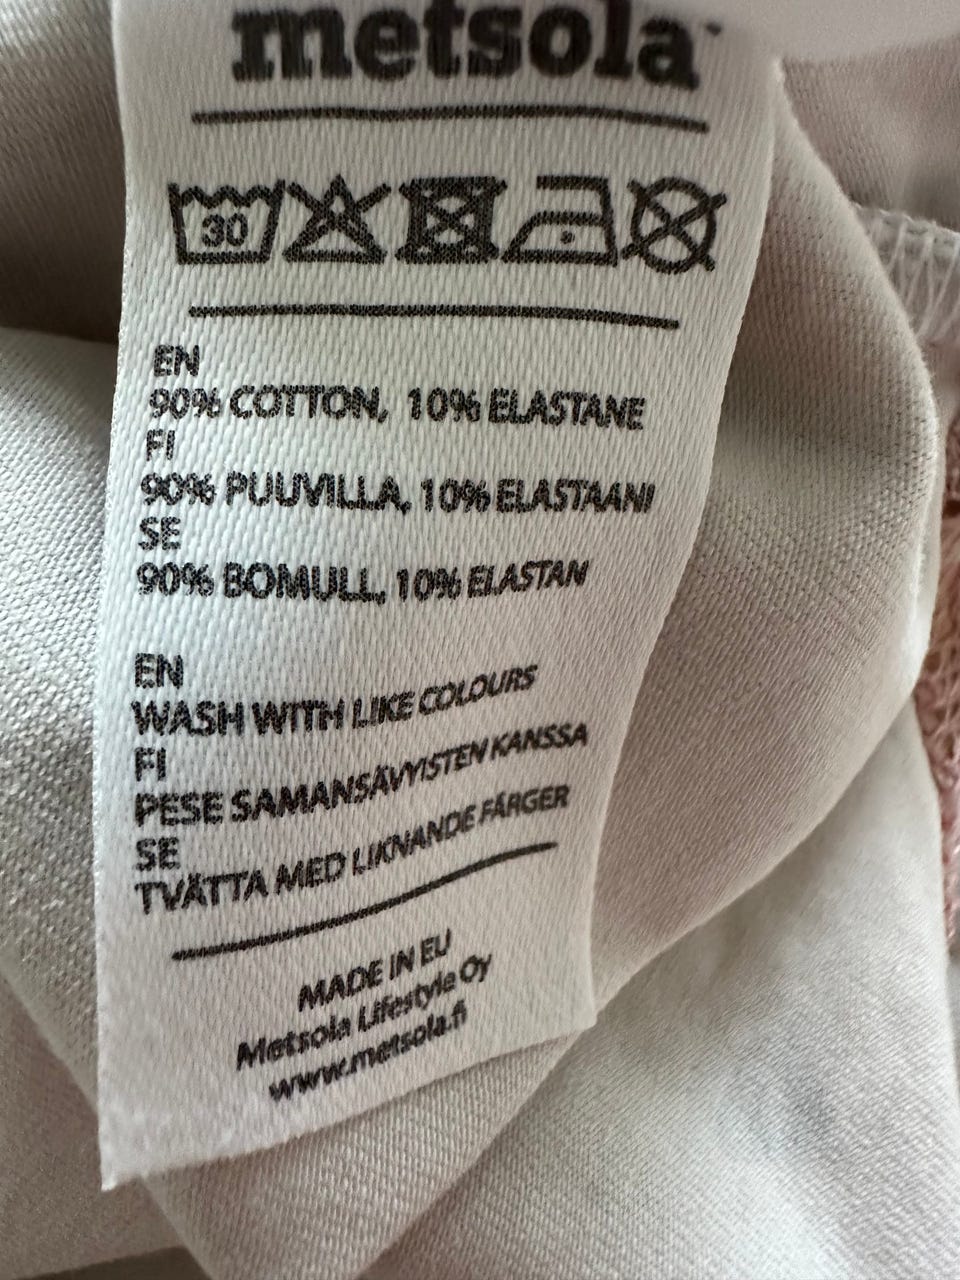 metsola
30
EN
90% COTTON, 10% ELASTANE
FI
90% PUUVILLA, 10% ELASTAANI
SE
90% BOMULL, 10% ELASTAN
EN
WASH WITH LIKE COLOURS
FI
PESE SAMANSÄVYISTEN KANSSA
SE
TVÄTTA MED LIKNANDE FÄRGER
MADE IN EU
Metsola Lifestyle Oy
www.metsola.fi